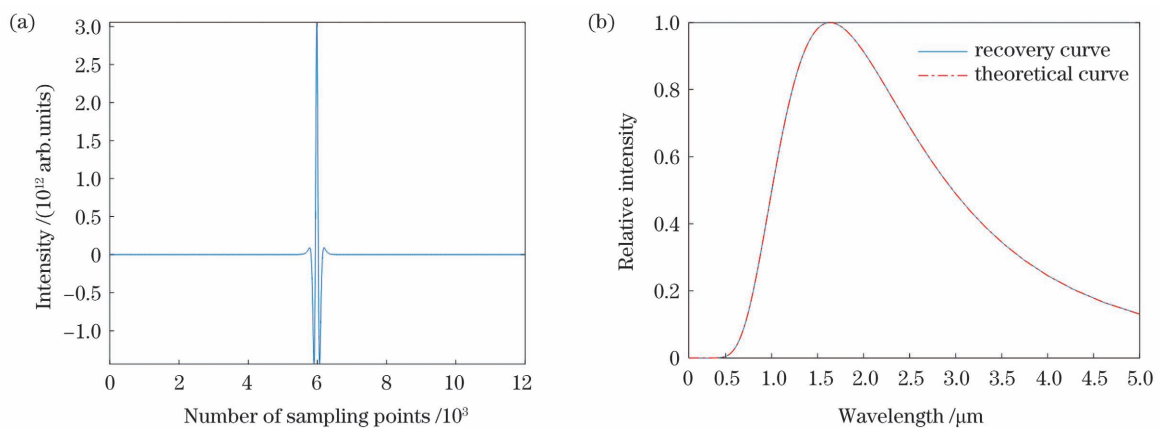 (a)
3.0
2.5
2.0
1.5
1.0
0.5
0
−0.5
−1.0
Intensity /(10¹² arb.units)
0 2 4 6 8 10 12
Number of sampling points /10³
(b)
1.0
0.8
0.6
0.4
0.2
0
Relative intensity
recovery curve
theoretical curve
0 0.5 1.0 1.5 2.0 2.5 3.0 3.5 4.0 4.5 5.0
Wavelength /μm